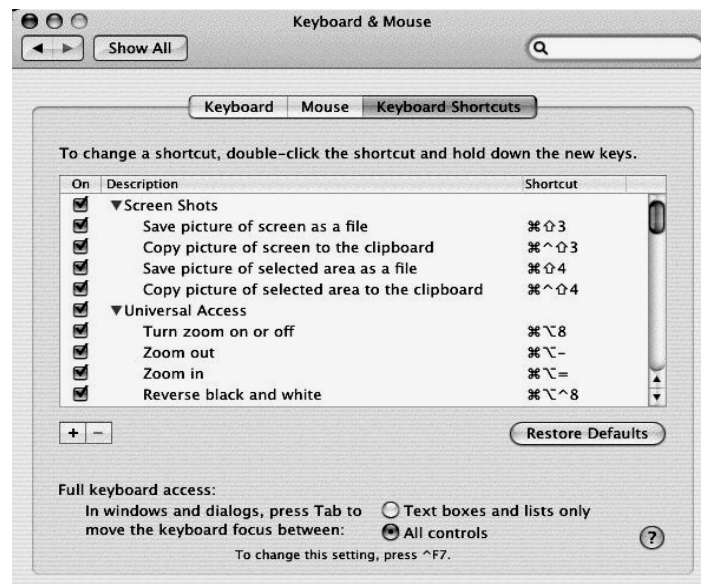 Keyboard & Mouse
Show All
Keyboard Mouse Keyboard Shortcuts
To change a shortcut, double-click the shortcut and hold down the new keys.
On Description Shortcut
▼Screen Shots
Save picture of screen as a file ⌘⇧3
Copy picture of screen to the clipboard ⌘^⇧3
Save picture of selected area as a file ⌘⇧4
Copy picture of selected area to the clipboard ⌘^⇧4
▼Universal Access
Turn zoom on or off ⌘⌥8
Zoom out ⌘⌥-
Zoom in ⌘⌥=
Reverse black and white ⌘⌥^8
+ -
Restore Defaults
Full keyboard access:
In windows and dialogs, press Tab to Text boxes and lists only
move the keyboard focus between: All controls
?
To change this setting, press ^F7.